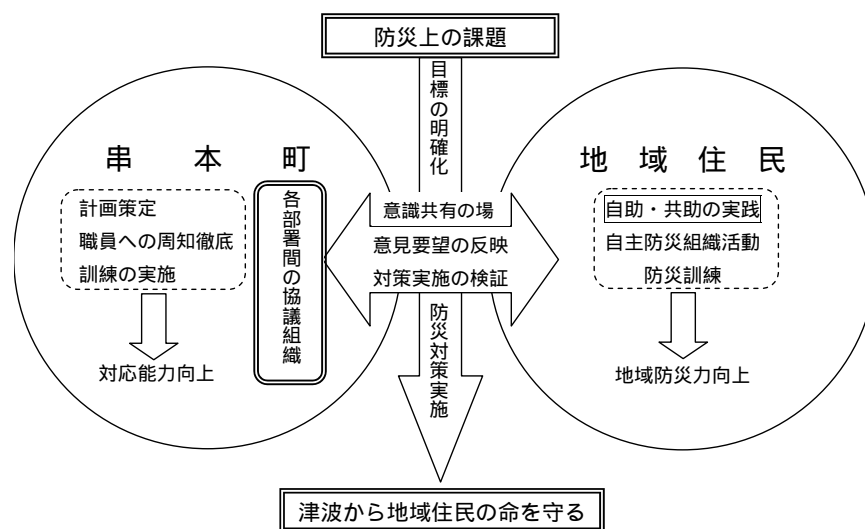 防災上の課題
目標の明確化
串本町
計画策定
職員への周知徹底
訓練の実施
対応能力向上
各部署間の協議組織
意識共有の場
意見要望の反映
対策実施の検証
地域住民
自助・共助の実践
自主防災組織活動
防災訓練
地域防災力向上
防災対策実施
津波から地域住民の命を守る